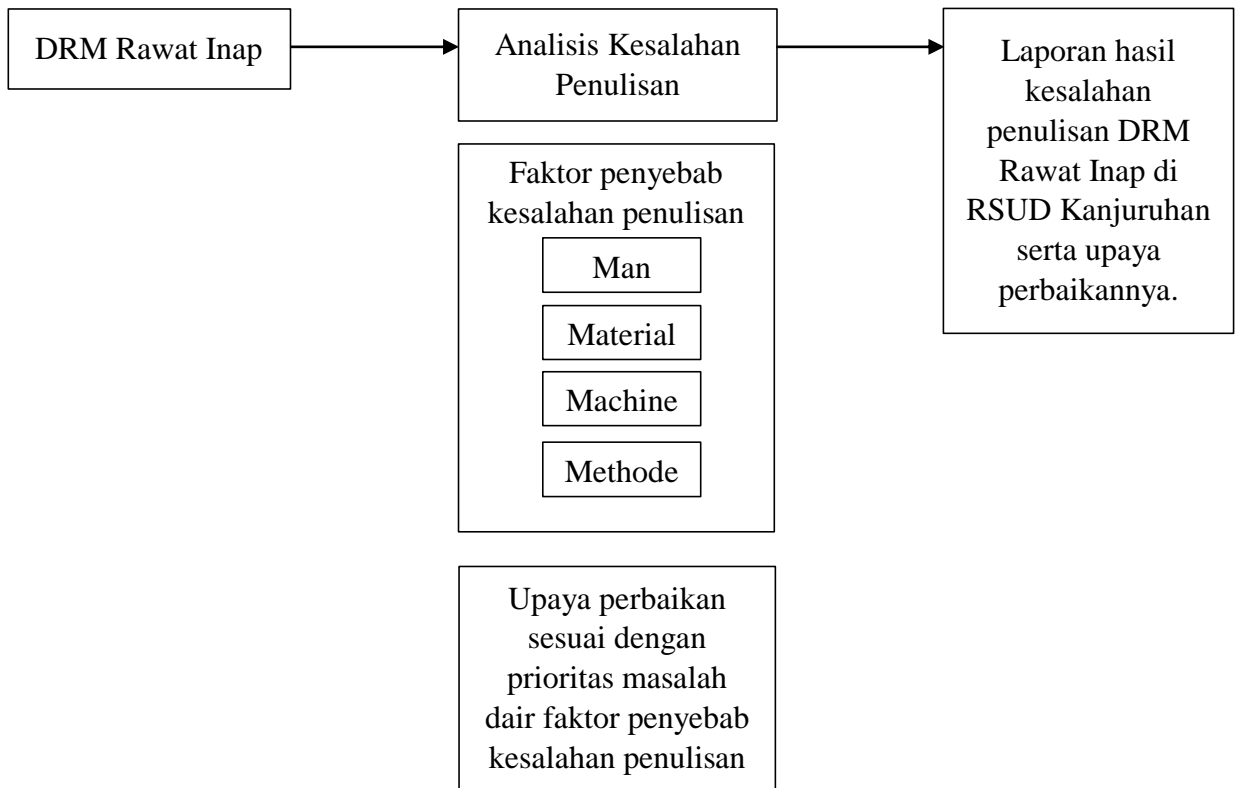 DRM Rawat Inap
Analisis Kesalahan
Penulisan
Laporan hasil
kesalahan
penulisan DRM
Rawat Inap di
RSUD Kanjuruhan
serta upaya
perbaikannya.
Faktor penyebab
kesalahan penulisan
Man
Material
Machine
Methode
Upaya perbaikan
sesuai dengan
prioritas masalah
dair faktor penyebab
kesalahan penulisan